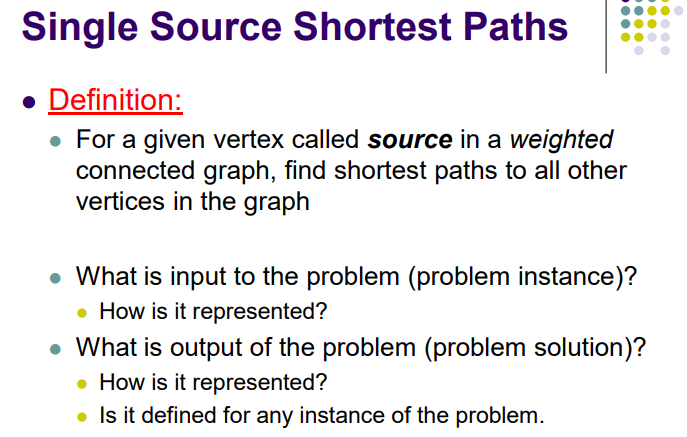 Single Source Shortest Paths
Definition:
For a given vertex called source in a weighted
connected graph, find shortest paths to all other
vertices in the graph
What is input to the problem (problem instance)?
How is it represented?
What is output of the problem (problem solution)?
How is it represented?
Is it defined for any instance of the problem.